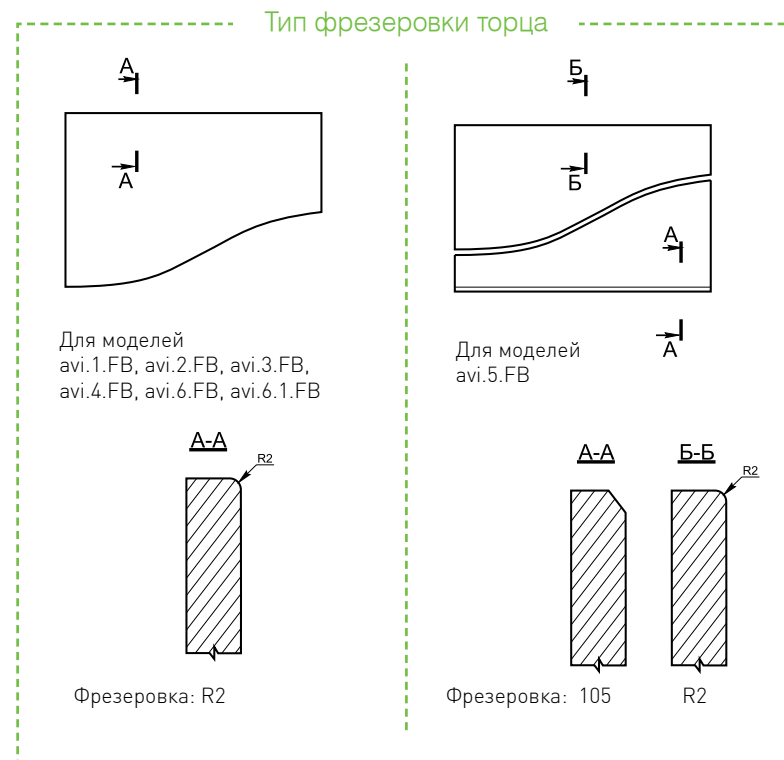 Тип фрезеровки торца
А
А
Для моделей
avi.1.FB, avi.2.FB, avi.3.FB,
avi.4.FB, avi.6.FB, avi.6.1.FB
А-А
R2
Фрезеровка: R2
Б
Б
А
А
Для моделей
avi.5.FB
А-А
Б-Б
R2
Фрезеровка: 105 R2